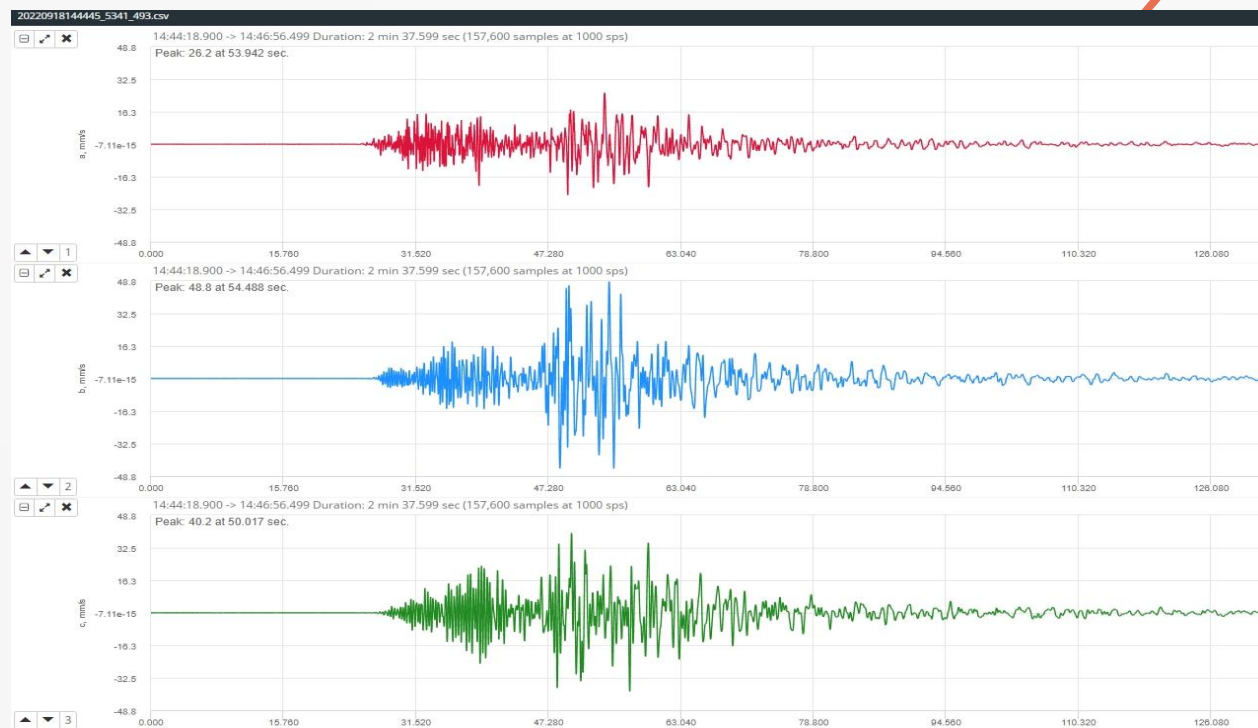 20220918144445_5341_493.csv
14:44:18.900 -> 14:46:56.499 Duration: 2 min 37.599 sec (157,600 samples at 1000 sps)
Peak: 26.2 at 53.942 sec.
48.8
32.5
16.3
a, mm/s
-7.11e-15
-16.3
-32.5
-48.8
1
0.000 15.760 31.520 47.280 63.040 78.800 94.560 110.320 126.080
14:44:18.900 -> 14:46:56.499 Duration: 2 min 37.599 sec (157,600 samples at 1000 sps)
Peak: 48.8 at 54.488 sec.
48.8
32.5
16.3
b, mm/s
-7.11e-15
-16.3
-32.5
-48.8
2
0.000 15.760 31.520 47.280 63.040 78.800 94.560 110.320 126.080
14:44:18.900 -> 14:46:56.499 Duration: 2 min 37.599 sec (157,600 samples at 1000 sps)
Peak: 40.2 at 50.017 sec.
48.8
32.5
16.3
c, mm/s
-7.11e-15
-16.3
-32.5
-48.8
3
0.000 15.760 31.520 47.280 63.040 78.800 94.560 110.320 126.080